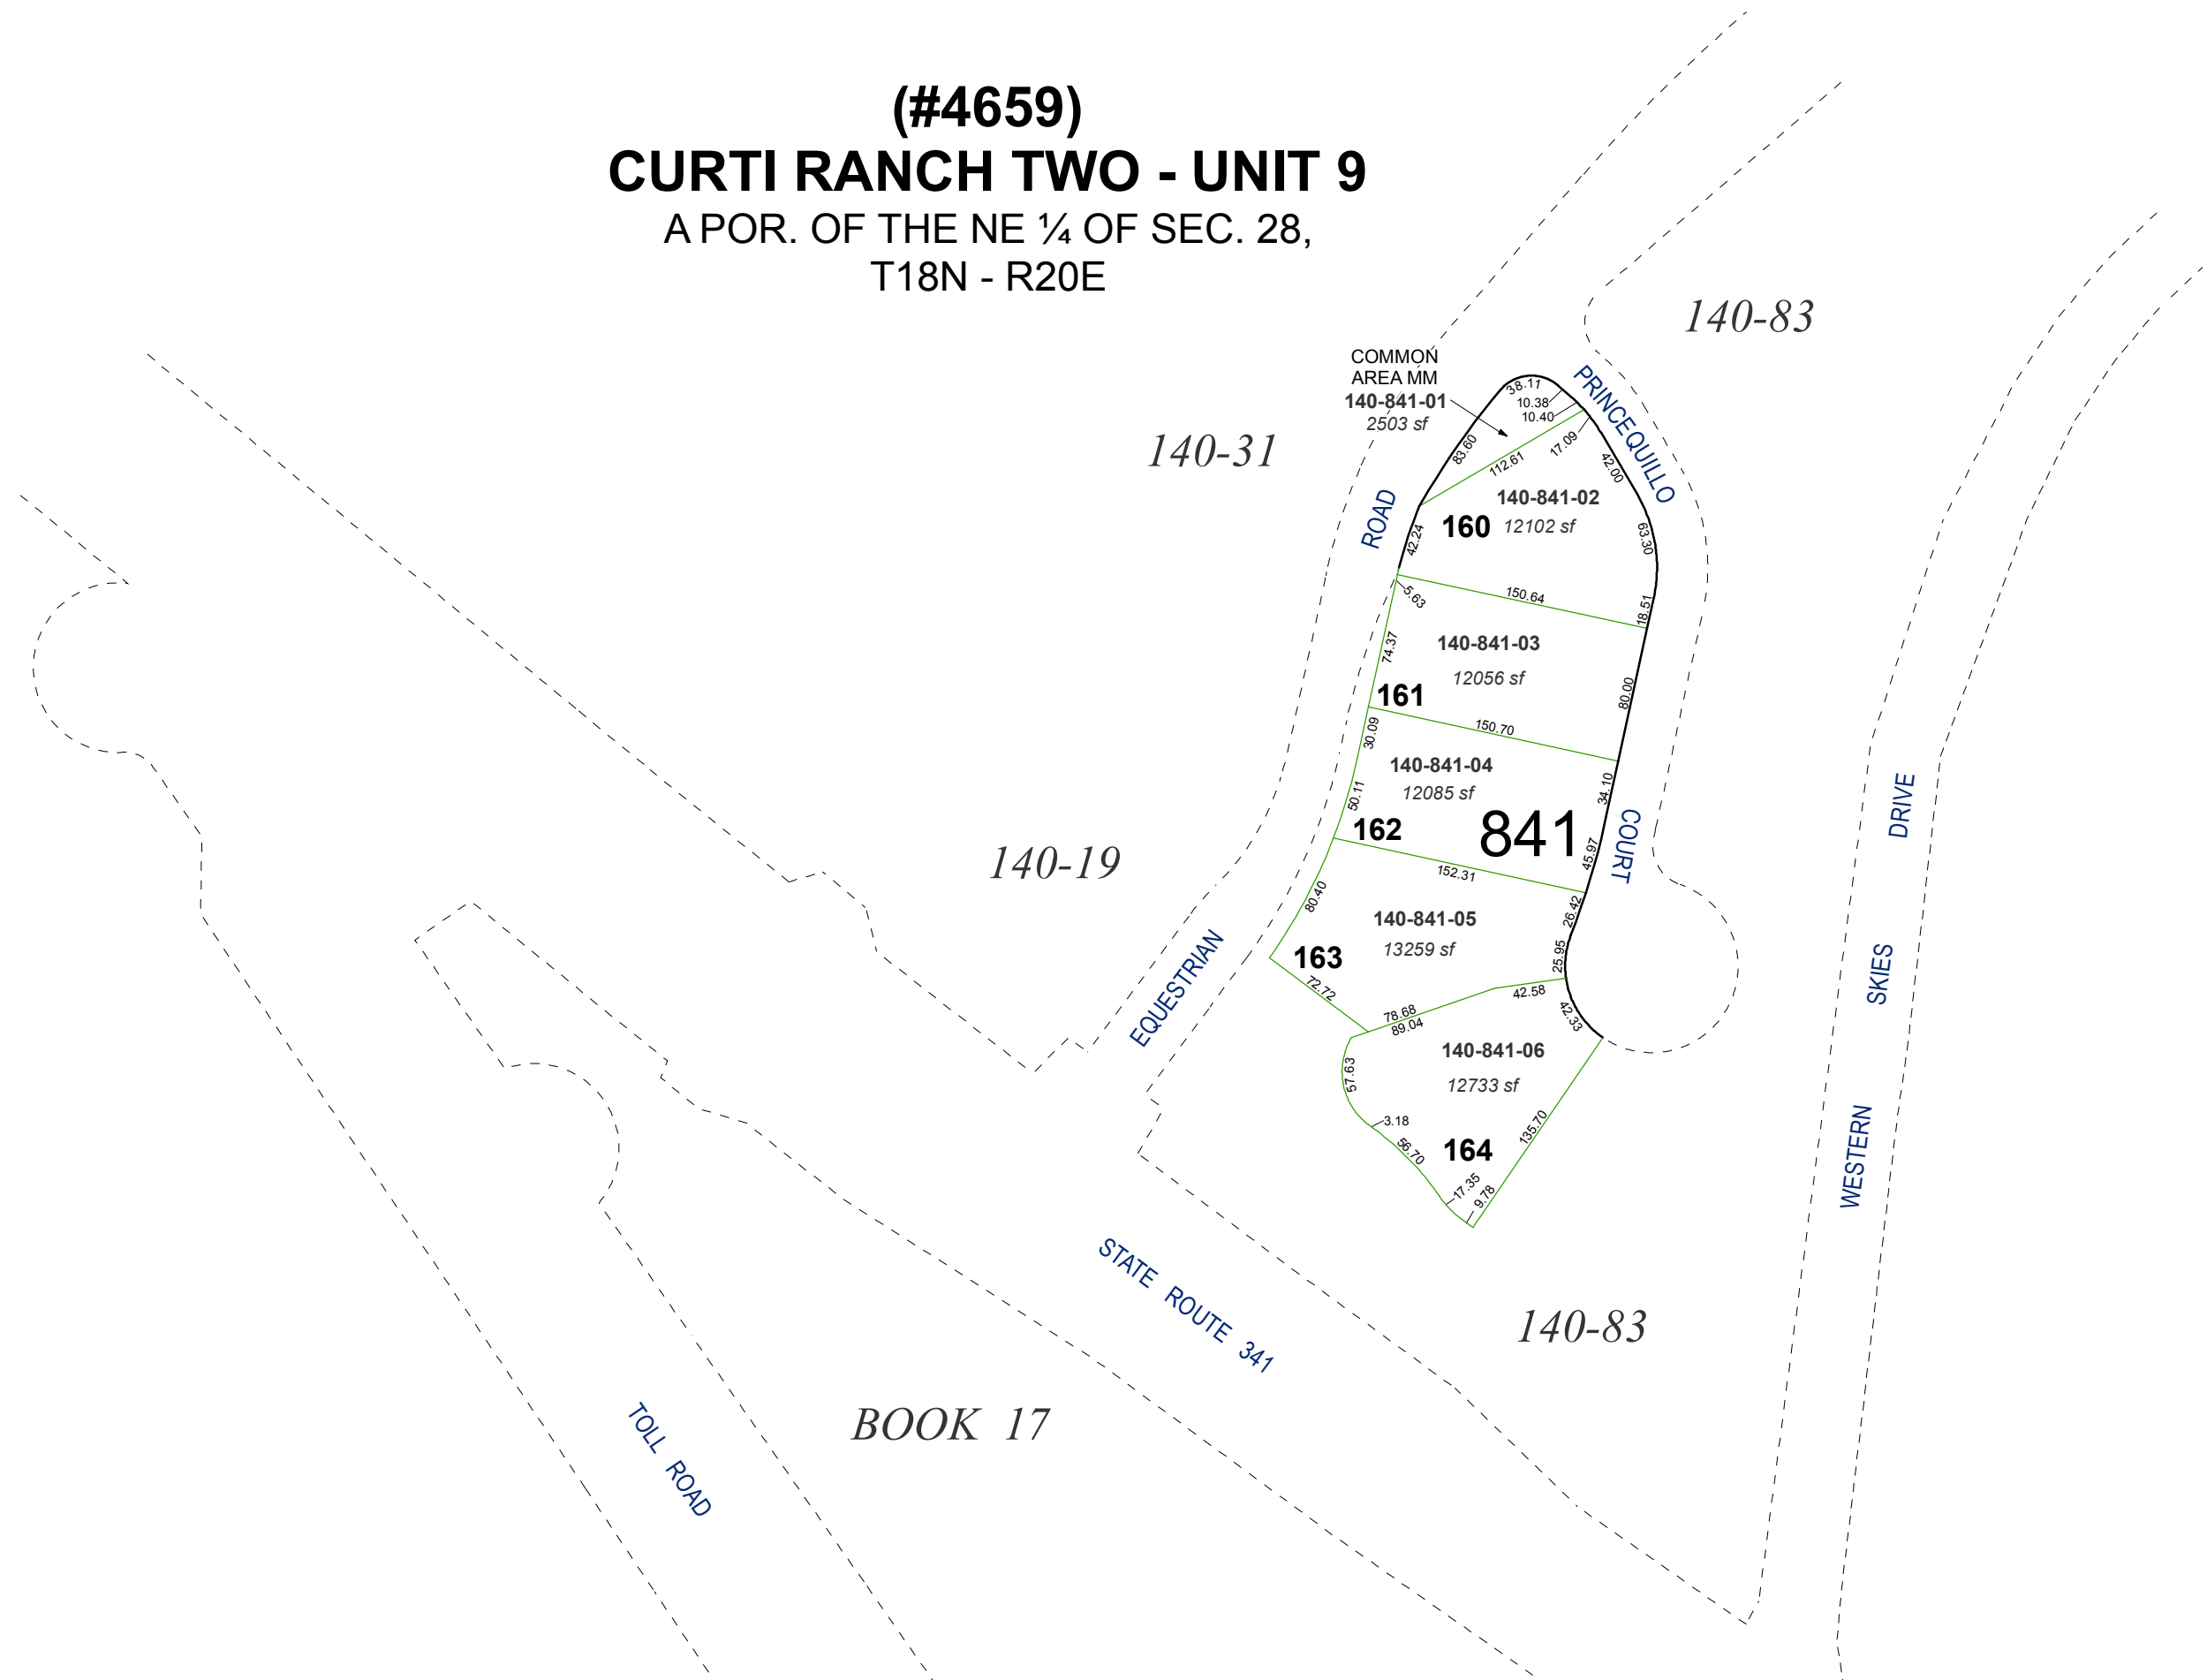 (#4659)
CURTI RANCH TWO - UNIT 9
A POR. OF THE NE ¼ OF SEC. 28,
T18N - R20E
140-83
COMMON
AREA MM
140-841-01
2503 sf
38.11
10.38
10.40
PRINCEQUILLO
140-31
83.60
112.61
17.09
42.00
ROAD
140-841-02
160
12102 sf
42.24
63.30
5.63
150.64
18.51
74.37
140-841-03
12056 sf
161
80.00
30.09
150.70
140-841-04
12085 sf
50.11
34.10
162
841
COURT
DRIVE
45.97
140-19
152.31
80.40
26.42
140-841-05
13259 sf
163
25.95
EQUESTRIAN
SKIES
72.72
42.58
78.68
89.04
42.33
140-841-06
12733 sf
57.63
3.18
56.70
164
135.70
17.35
9.78
WESTERN
STATE ROUTE 341
140-83
BOOK 17
TOLL ROAD